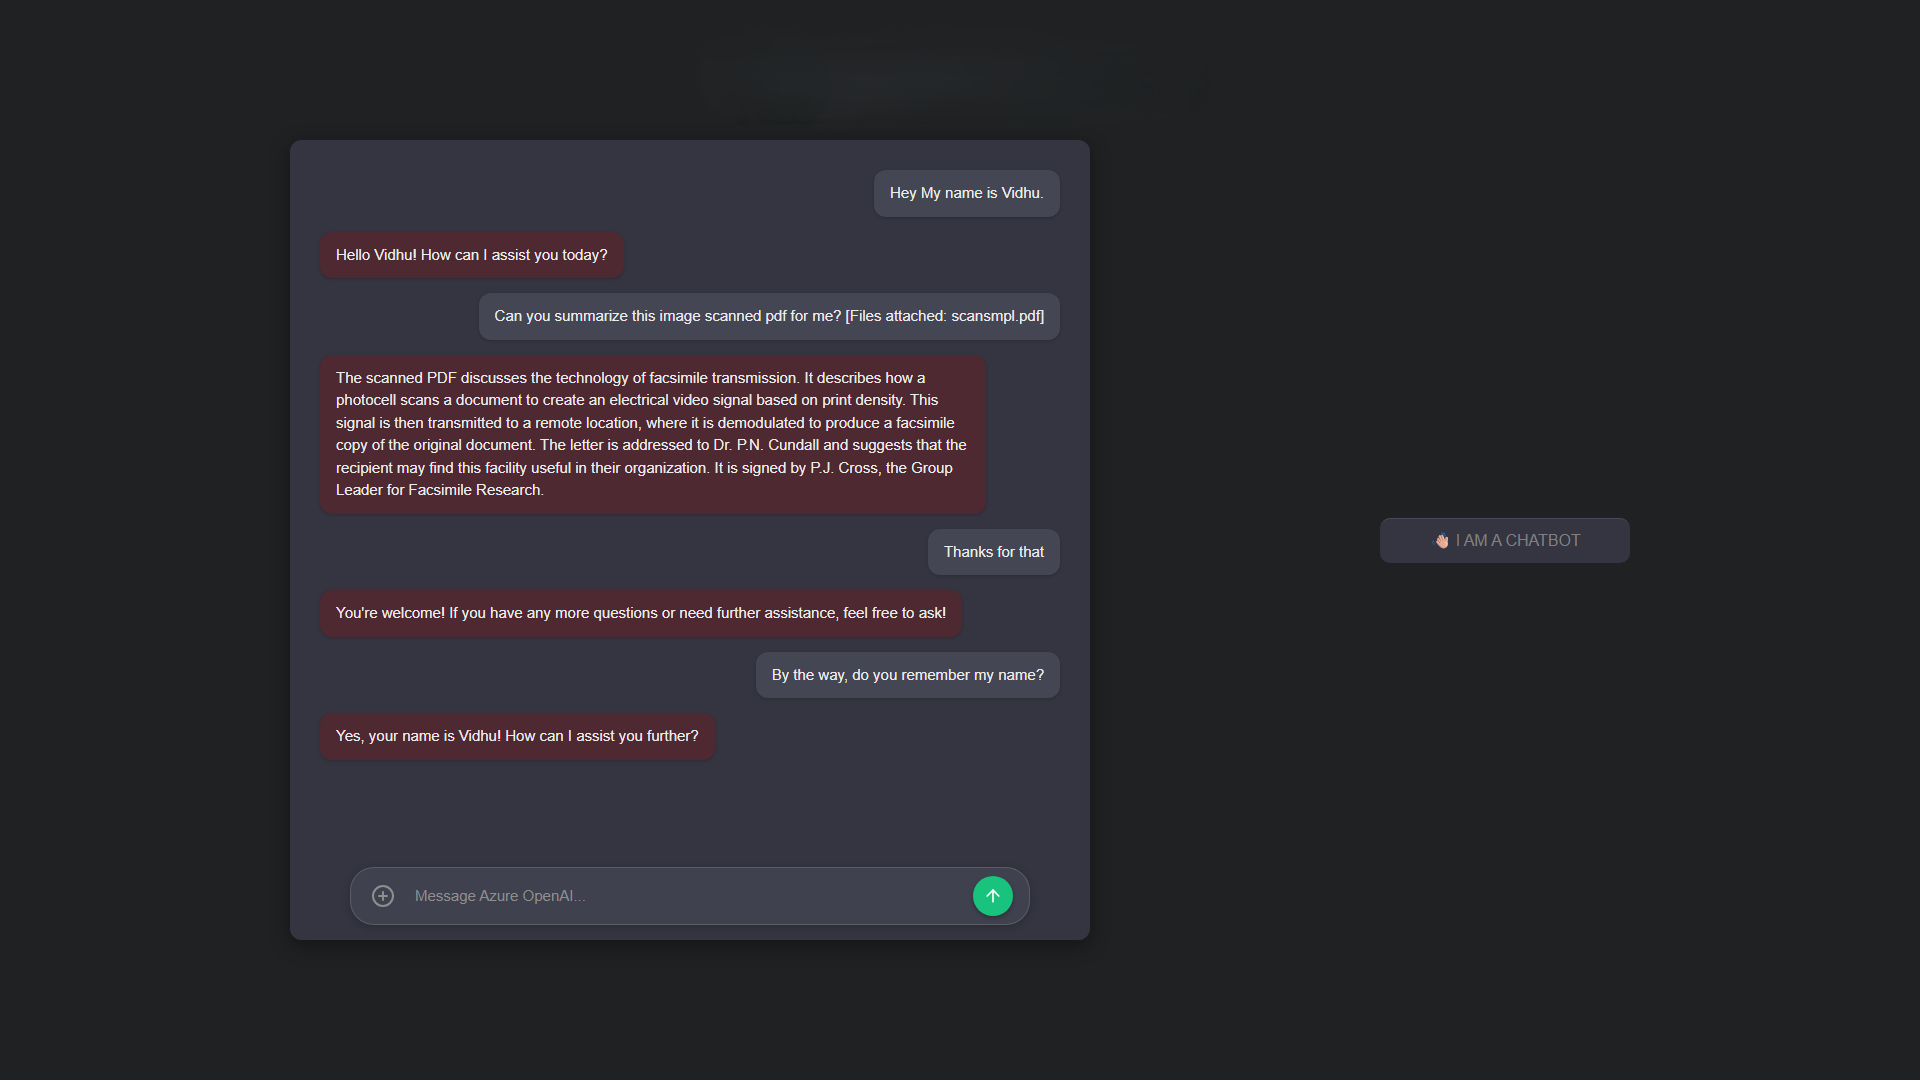 Hey My name is Vidhu.
Hello Vidhu! How can I assist you today?
Can you summarize this image scanned pdf for me? [Files attached: scansmpl.pdf]
The scanned PDF discusses the technology of facsimile transmission. It describes how a
photocell scans a document to create an electrical video signal based on print density. This
signal is then transmitted to a remote location, where it is demodulated to produce a facsimile
copy of the original document. The letter is addressed to Dr. P.N. Cundall and suggests that the
recipient may find this facility useful in their organization. It is signed by P.J. Cross, the Group
Leader for Facsimile Research.
Thanks for that
You're welcome! If you have any more questions or need further assistance, feel free to ask!
By the way, do you remember my name?
Yes, your name is Vidhu! How can I assist you further?
Message Azure OpenAI...
👋🏼 I AM A CHATBOT